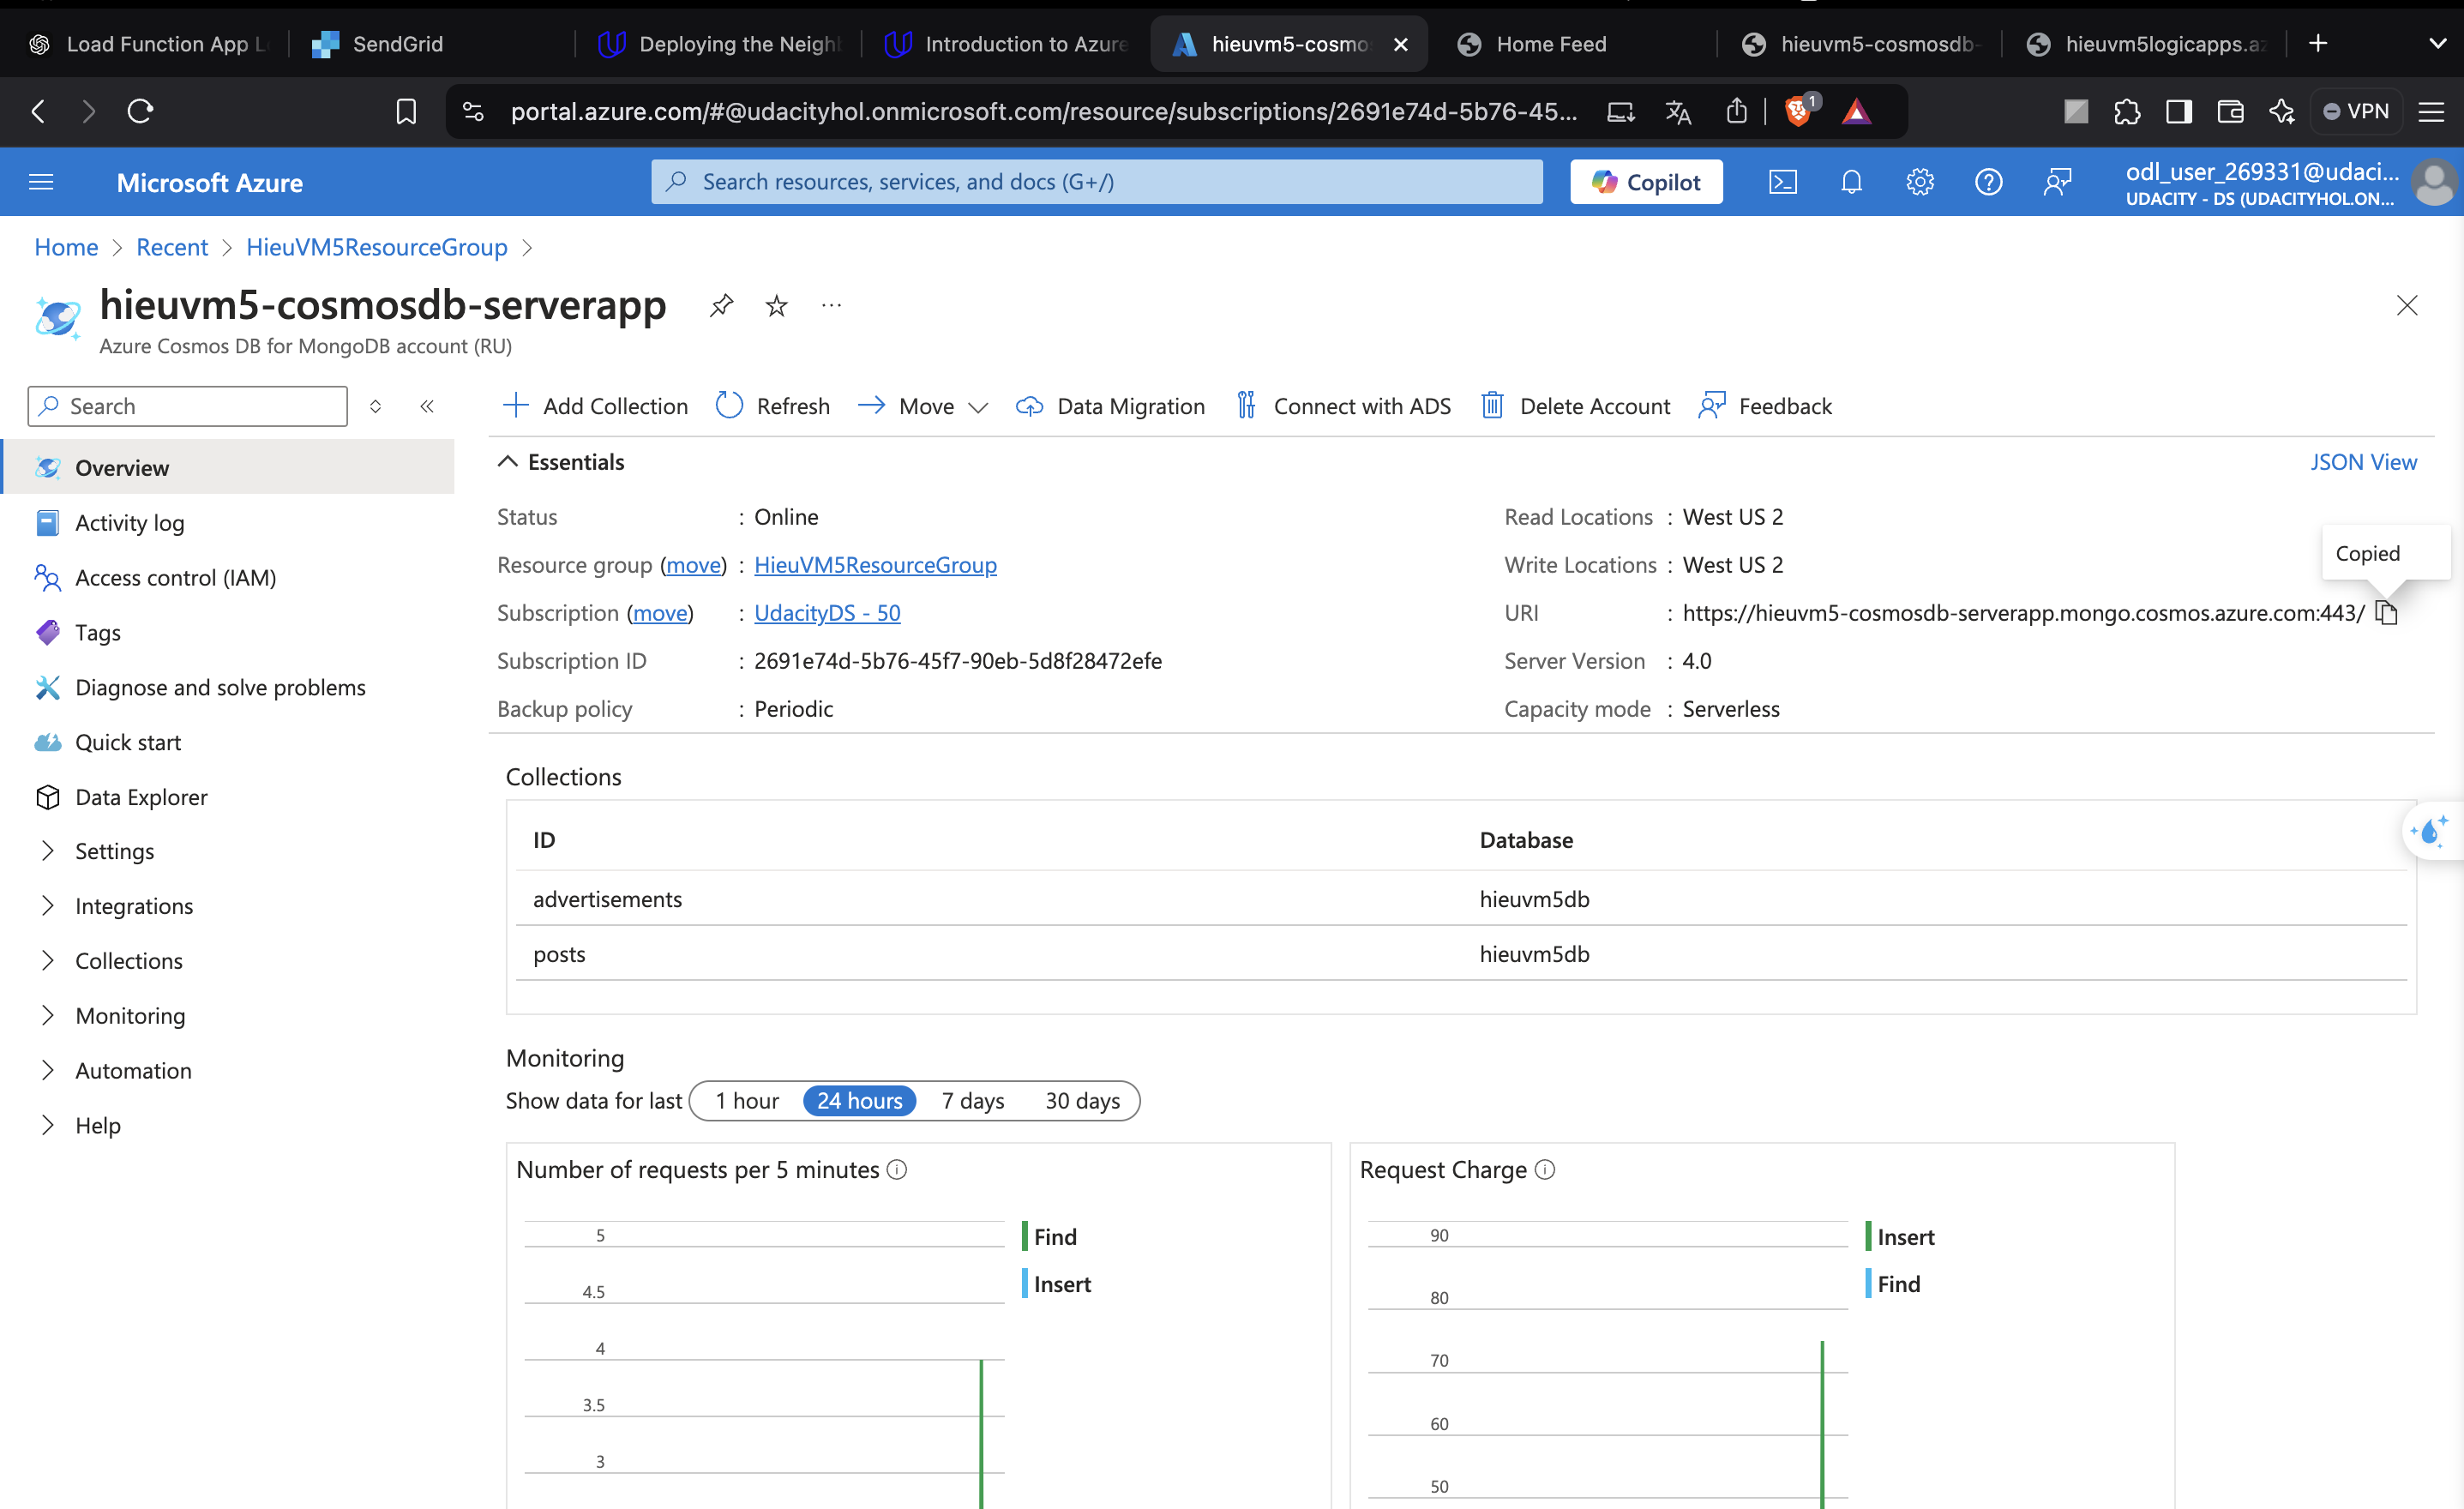 Load Function App L
SendGrid
Deploying the Neighb
Introduction to Azure
hieuvm5-cosmo
Home Feed
hieuvm5-cosmosdb-
hieuvm5logicapps.az
portal.azure.com/#@udacityhol.onmicrosoft.com/resource/subscriptions/2691e74d-5b76-45...
1
VPN
Microsoft Azure
Search resources, services, and docs (G+/)
Copilot
odl_user_269331@udaci...
UDACITY - DS (UDACITYHOL.ON...
Home > Recent > HieuVM5ResourceGroup >
hieuvm5-cosmosdb-serverapp
Azure Cosmos DB for MongoDB account (RU)
Search
Add Collection
Refresh
Move
Data Migration
Connect with ADS
Delete Account
Feedback
Overview
Activity log
Access control (IAM)
Tags
Diagnose and solve problems
Quick start
Data Explorer
Settings
Integrations
Collections
Monitoring
Automation
Help
Essentials
JSON View
Status : Online
Resource group (move) : HieuVM5ResourceGroup
Subscription (move) : UdacityDS - 50
Subscription ID : 2691e74d-5b76-45f7-90eb-5d8f28472efe
Backup policy : Periodic
Read Locations : West US 2
Write Locations : West US 2
Copied
URI : https://hieuvm5-cosmosdb-serverapp.mongo.cosmos.azure.com:443/
Server Version : 4.0
Capacity mode : Serverless
Collections
ID Database
advertisements hieuvm5db
posts hieuvm5db
Monitoring
Show data for last 1 hour 24 hours 7 days 30 days
Number of requests per 5 minutes
5
4.5
4
3.5
3
Find
Insert
Request Charge
90
80
70
60
50
Insert
Find